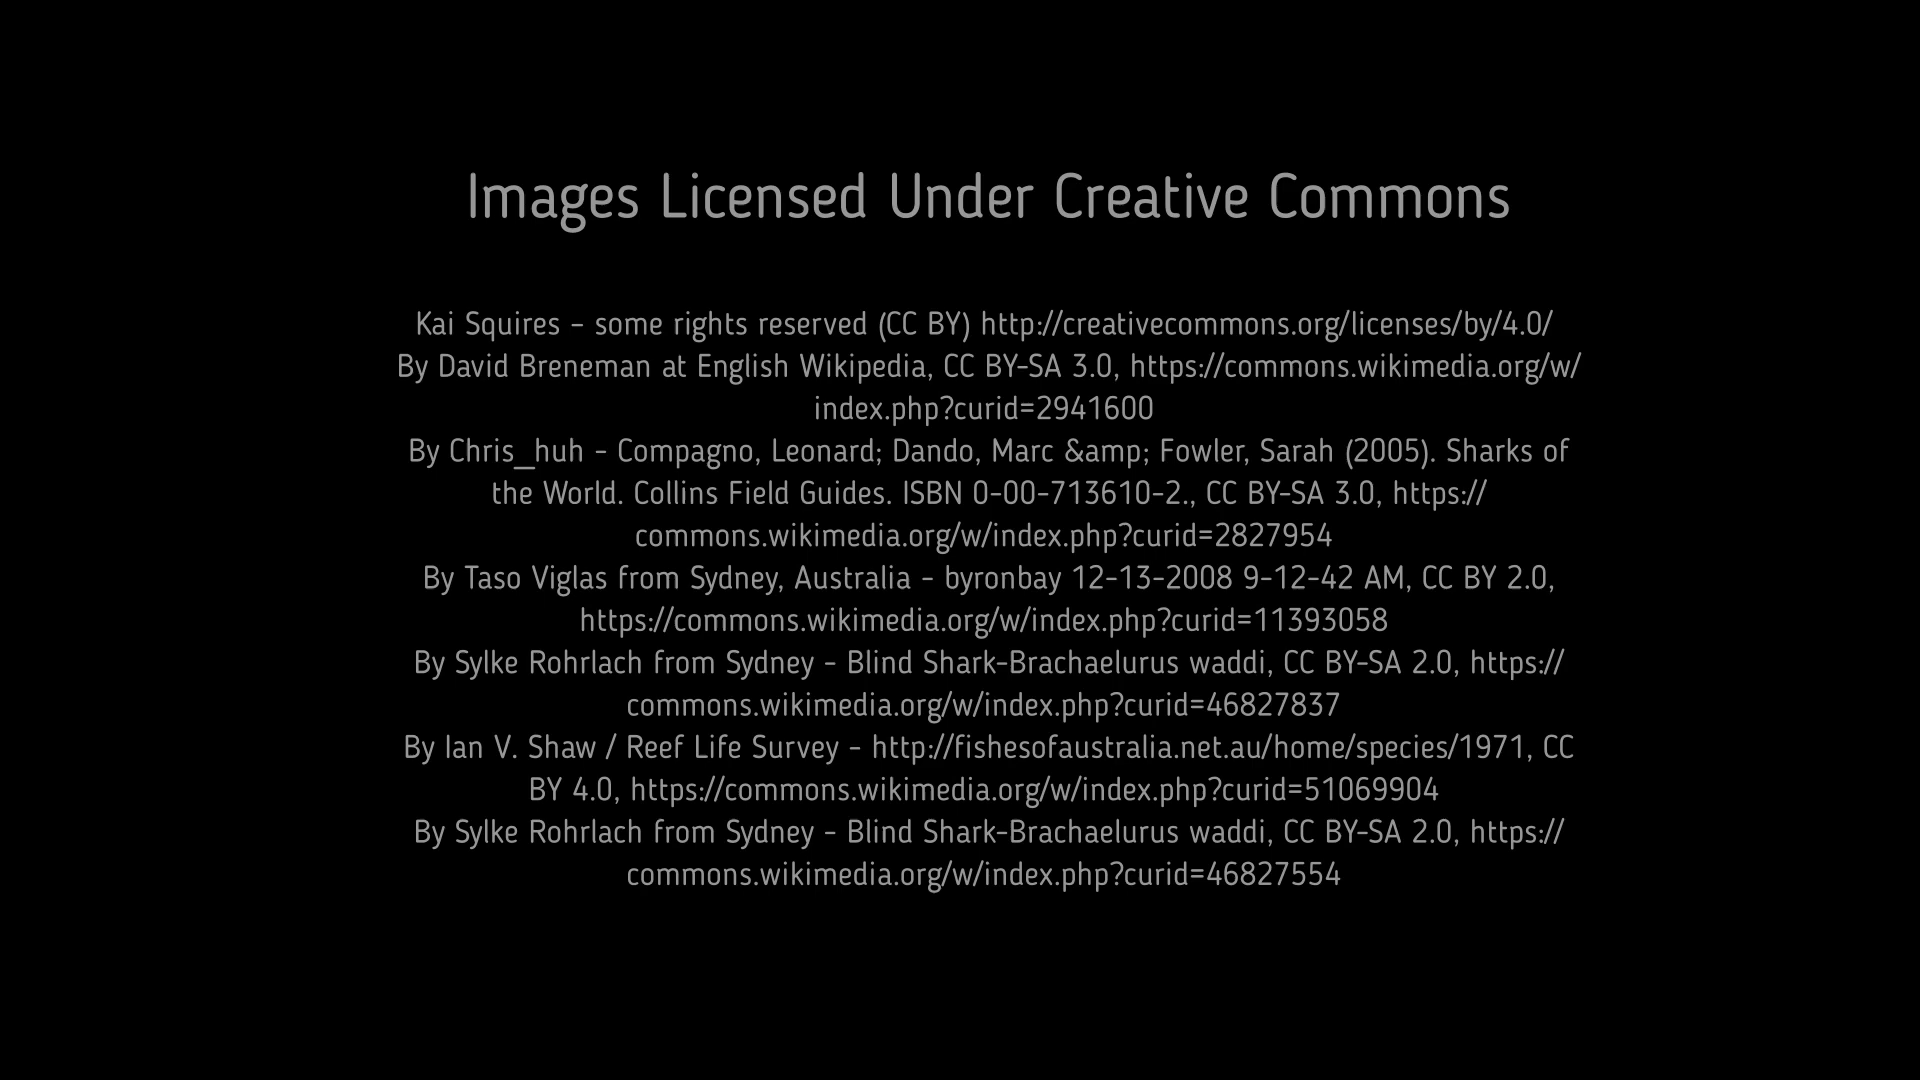 Images Licensed Under Creative Commons
Kai Squires - some rights reserved (CC BY) http://creativecommons.org/licenses/by/4.0/
By David Breneman at English Wikipedia, CC BY-SA 3.0, https://commons.wikimedia.org/w/
index.php?curid=2941600
By Chris_huh - Compagno, Leonard; Dando, Marc &amp; Fowler, Sarah (2005). Sharks of
the World. Collins Field Guides. ISBN 0-00-713610-2., CC BY-SA 3.0, https://
commons.wikimedia.org/w/index.php?curid=2827954
By Taso Viglas from Sydney, Australia - byronbay 12-13-2008 9-12-42 AM, CC BY 2.0,
https://commons.wikimedia.org/w/index.php?curid=11393058
By Sylke Rohrlach from Sydney - Blind Shark-Brachaelurus waddi, CC BY-SA 2.0, https://
commons.wikimedia.org/w/index.php?curid=46827837
By Ian V. Shaw / Reef Life Survey - http://fishesofaustralia.net.au/home/species/1971, CC
BY 4.0, https://commons.wikimedia.org/w/index.php?curid=51069904
By Sylke Rohrlach from Sydney - Blind Shark-Brachaelurus waddi, CC BY-SA 2.0, https://
commons.wikimedia.org/w/index.php?curid=46827554